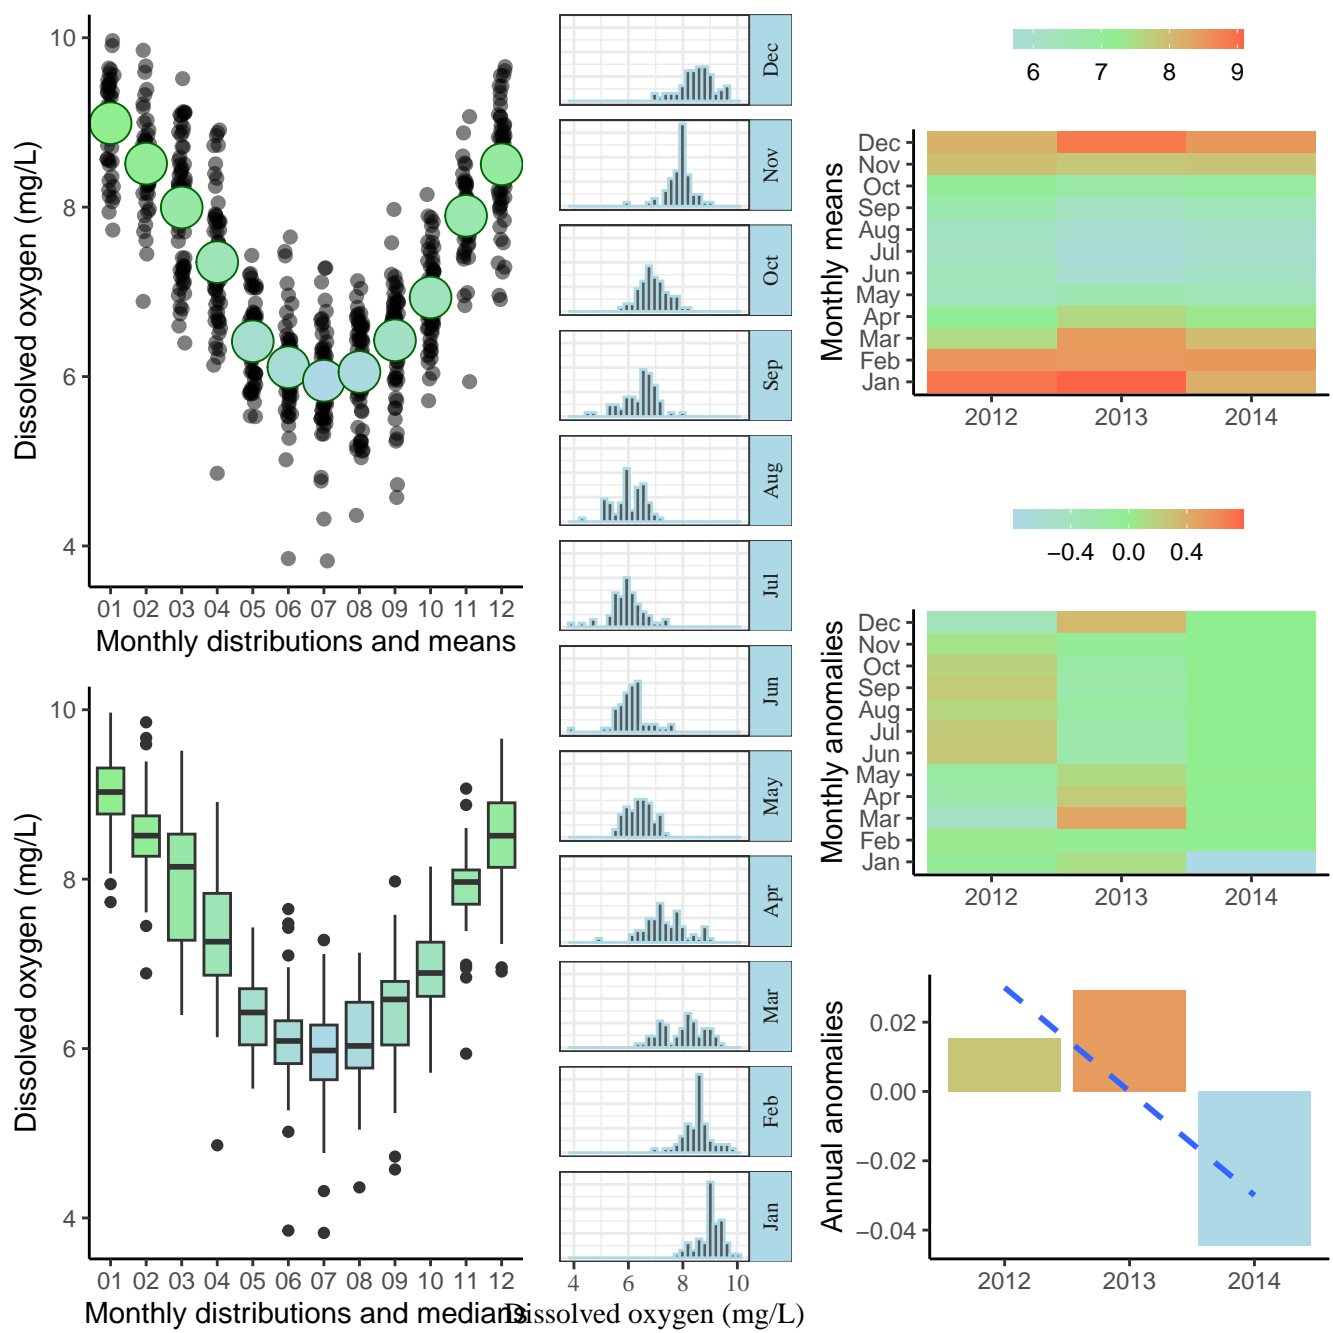 10
8
6
4
Dissolved oxygen (mg/L)
01 02 03 04 05 06 07 08 09 10 11 12
Monthly distributions and means
10
8
6
4
Dissolved oxygen (mg/L)
01 02 03 04 05 06 07 08 09 10 11 12
Monthly distributions and medians
Dec
Nov
Oct
Sep
Aug
Jul
Jun
May
Apr
Mar
Feb
Jan
4 6 8 10
Dissolved oxygen (mg/L)
6 7 8 9
Monthly means
Dec
Nov
Oct
Sep
Aug
Jul
Jun
May
Apr
Mar
Feb
Jan
2012 2013 2014
−0.4 0.0 0.4
Monthly anomalies
Dec
Nov
Oct
Sep
Aug
Jul
Jun
May
Apr
Mar
Feb
Jan
2012 2013 2014
Annual anomalies
0.02
0.00
−0.02
−0.04
2012 2013 2014